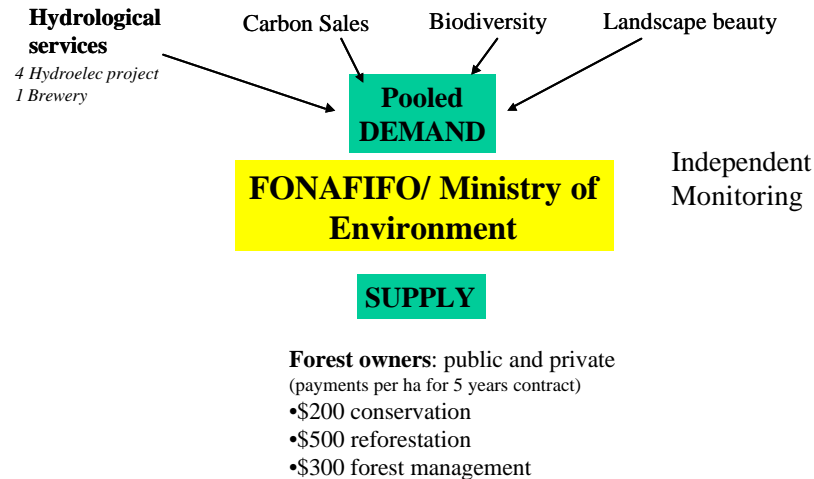 Hydrological
services
4 Hydroelec project
1 Brewery
Carbon Sales
Biodiversity
Landscape beauty
Pooled
DEMAND
FONAFIFO/ Ministry of
Environment
Independent
Monitoring
SUPPLY
Forest owners: public and private
(payments per ha for 5 years contract)
•$200 conservation
•$500 reforestation
•$300 forest management